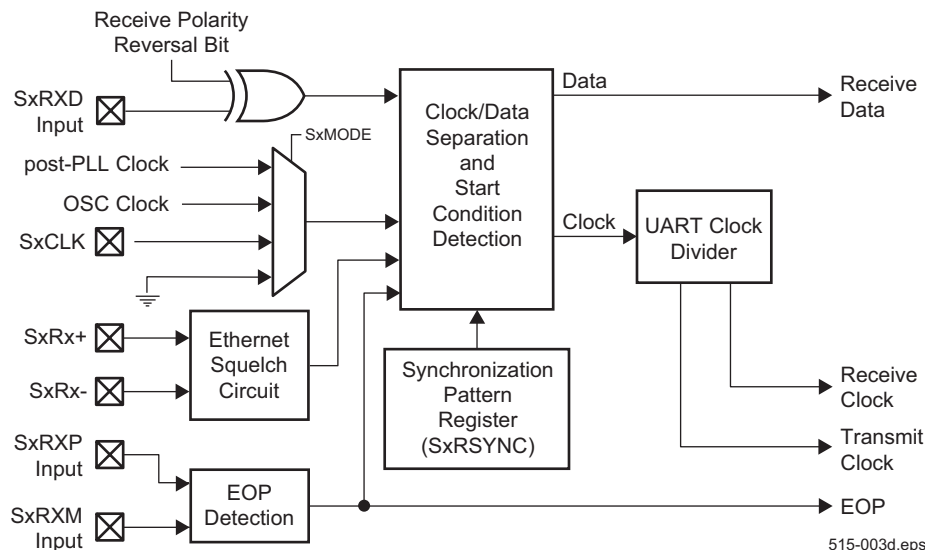 Receive Polarity
Reversal Bit
SxRXD
Input
SxMODE
post-PLL Clock
OSC Clock
SxCLK
Clock/Data
Separation
and
Start
Condition
Detection
Data
Receive
Data
Clock
UART Clock
Divider
SxRx+
SxRx-
Ethernet
Squelch
Circuit
Synchronization
Pattern
Register
(SxRSYNC)
Receive
Clock
Transmit
Clock
SxRXP
Input
SxRXM
Input
EOP
Detection
EOP
515-003d.eps